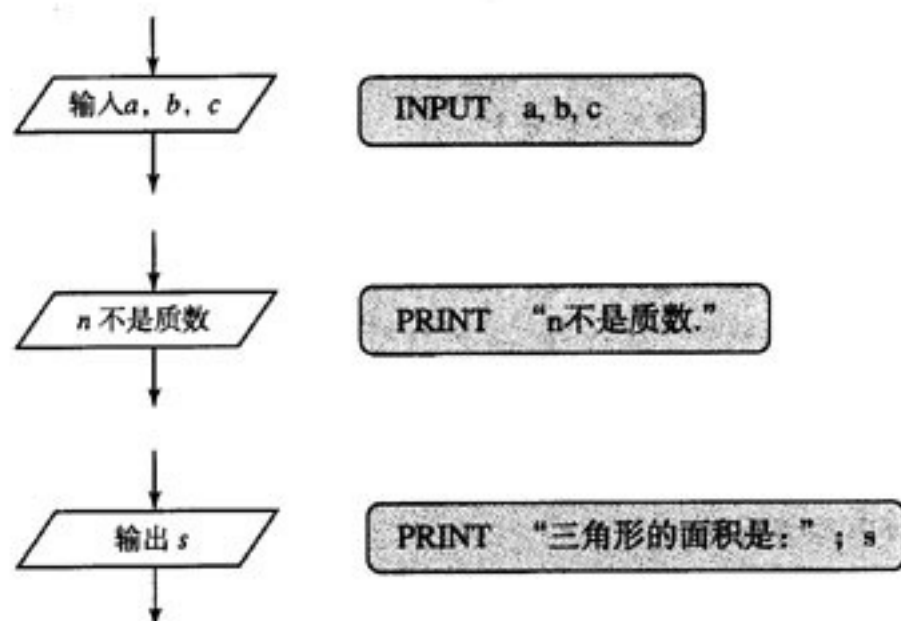 输入a，b，c
INPUT a, b, c
n 不是质数
PRINT “n不是质数.”
输出 s
PRINT “三角形的面积是：”；s